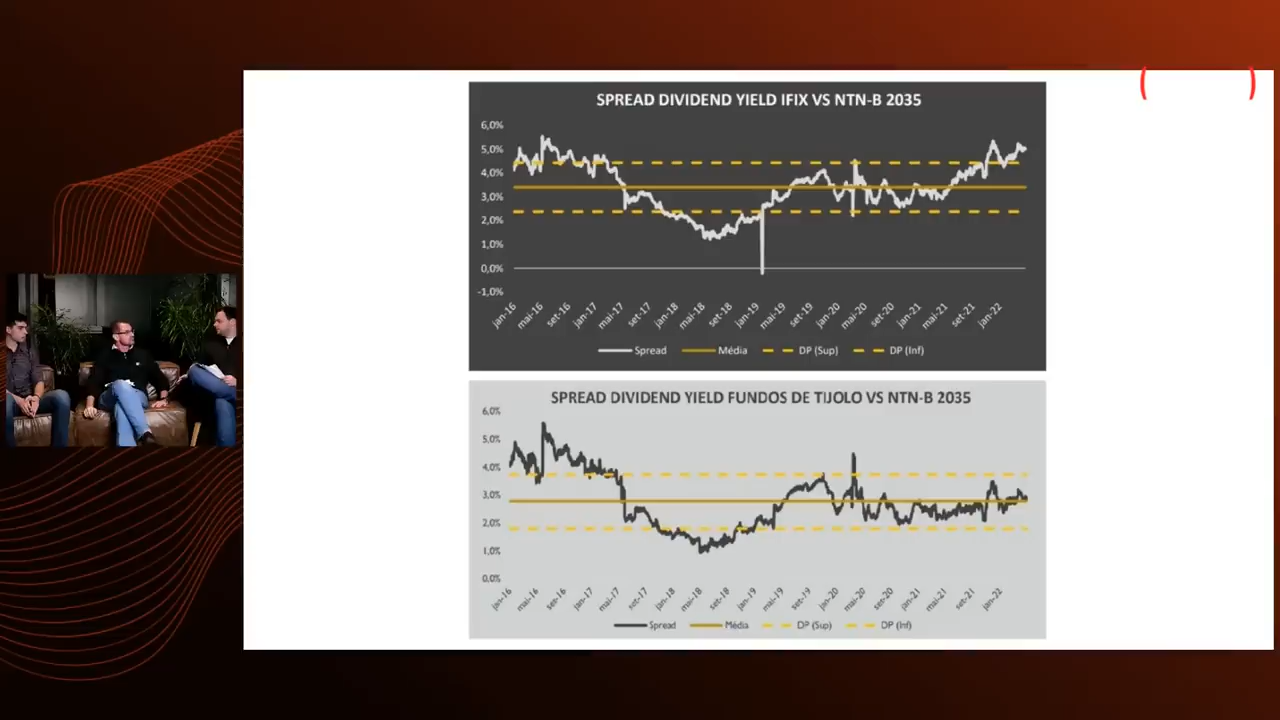 SPREAD DIVIDEND YIELD IFIX VS NTN-B 2035
6,0%
5,0%
4,0%
3,0%
2,0%
1,0%
0,0%
-1,0%
jan-16 mai-16 set-16 jan-17 mai-17 set-17 jan-18 mai-18 set-18 jan-19 mai-19 set-19 jan-20 mai-20 set-20 jan-21 mai-21 set-21 jan-22
Spread Média DP (Sup) DP (Inf)
SPREAD DIVIDEND YIELD FUNDOS DE TIJOLO VS NTN-B 2035
6,0%
5,0%
4,0%
3,0%
2,0%
1,0%
0,0%
jan-16 mai-16 set-16 jan-17 mai-17 set-17 jan-18 mai-18 set-18 jan-19 mai-19 set-19 jan-20 mai-20 set-20 jan-21 mai-21 set-21 jan-22
Spread Média DP (Sup) DP (Inf)